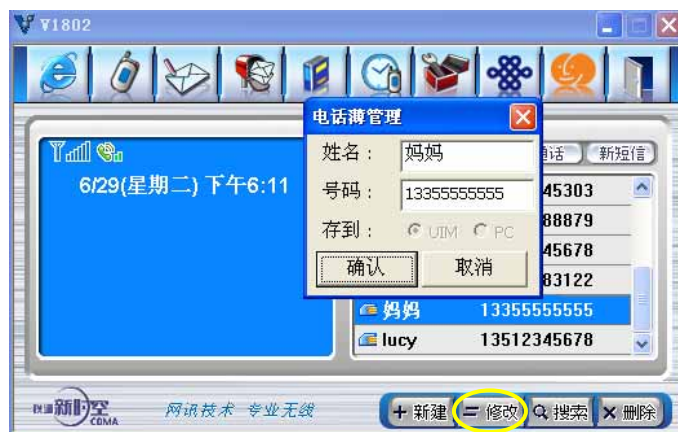 V1802
电话薄管理
姓名： 妈妈
号码： 13355555555
存到： UIM PC
确认 取消
6/29(星期二) 下午6:11
话 新短信
45303
88879
45678
83122
妈妈 13355555555
lucy 13512345678
联通新时空 CDMA
网讯技术 专业无线
+ 新建 = 修改 搜索 × 删除